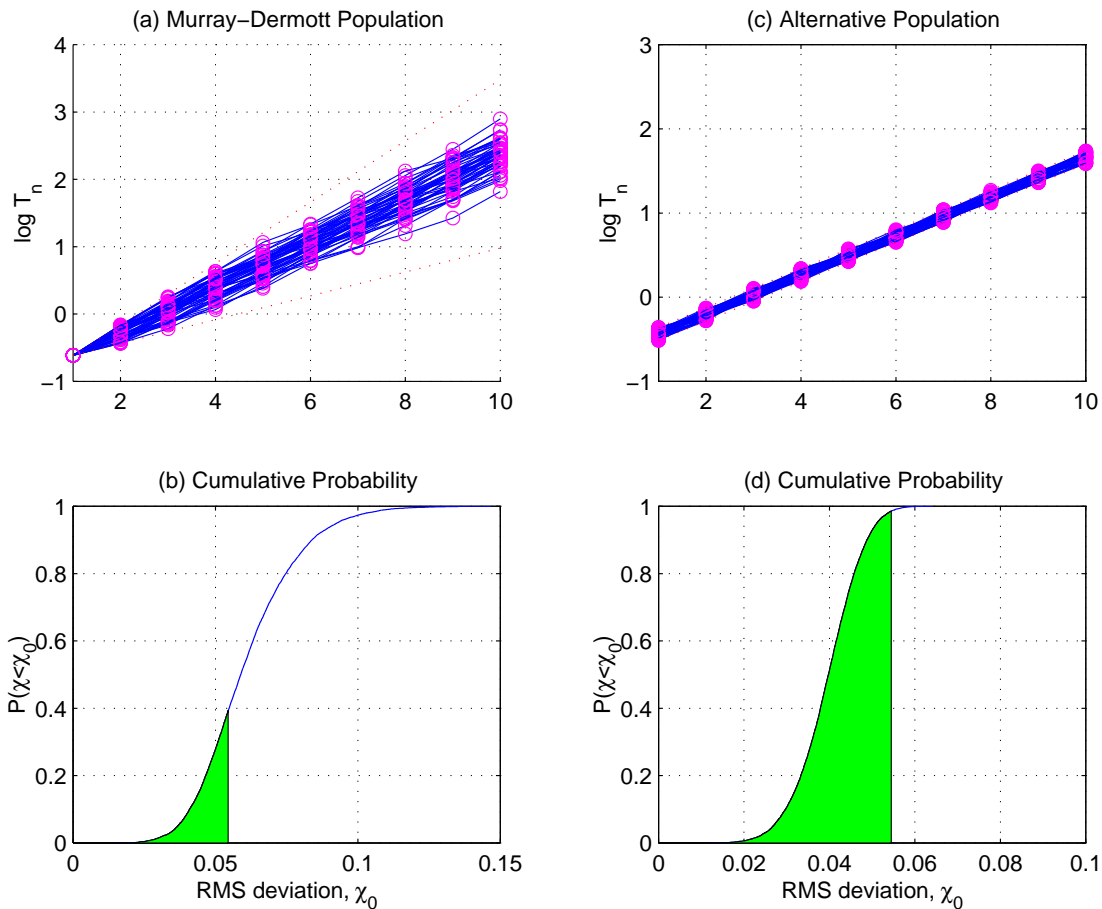 (a) Murray−Dermott Population
4
3
2
1
0
−1
log T_n
2 4 6 8 10
(c) Alternative Population
3
2
1
0
−1
log T_n
2 4 6 8 10
(b) Cumulative Probability
1
0.8
0.6
0.4
0.2
0
P(χ<χ_0)
0 0.05 0.1 0.15
RMS deviation, χ_0
(d) Cumulative Probability
1
0.8
0.6
0.4
0.2
0
P(χ<χ_0)
0 0.02 0.04 0.06 0.08 0.1
RMS deviation, χ_0